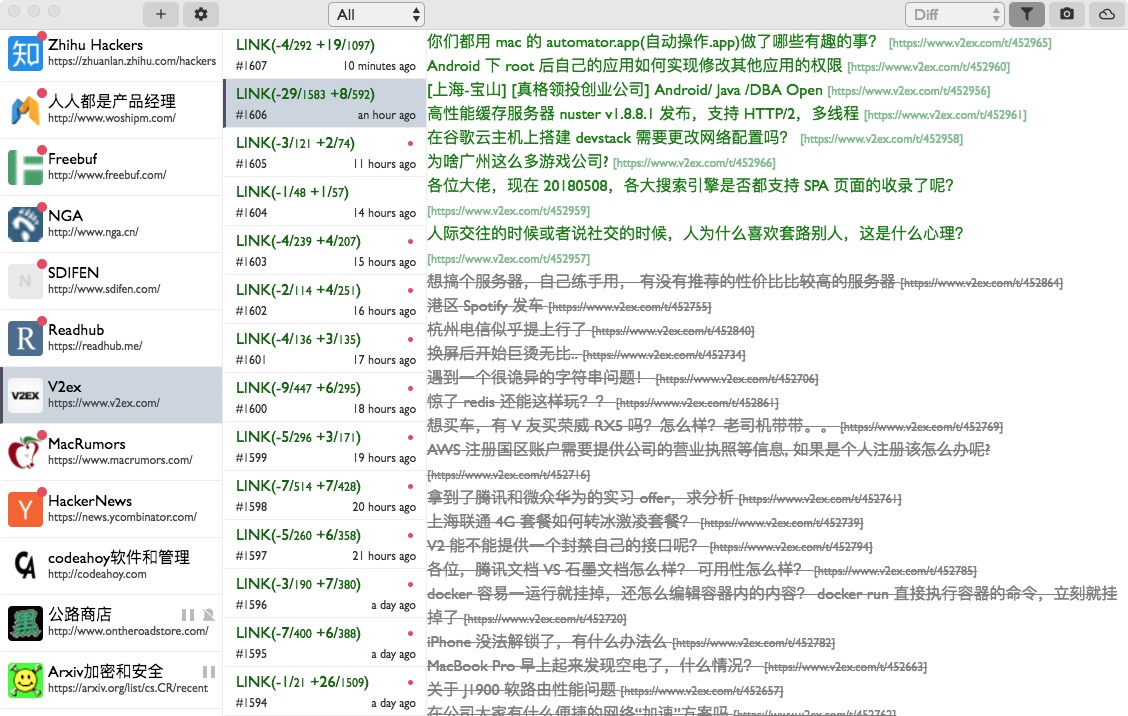 All
Diff
知
Zhihu Hackers
https://zhuanlan.zhihu.com/hackers
人人都是产品经理
http://www.woshipm.com/
Freebuf
http://www.freebuf.com/
NGA
http://www.nga.cn/
N
SDIFEN
http://www.sdifen.com/
R
Readhub
https://readhub.me/
V2EX
V2ex
https://www.v2ex.com/
MacRumors
https://www.macrumors.com/
Y
HackerNews
https://news.ycombinator.com/
CA
codeahoy软件和管理
http://codeahoy.com
黑
公路商店
http://www.ontheroadstore.com/
Arxiv加密和安全
https://arxiv.org/list/cs.CR/recent
LINK(-4/292 +19/1097)
#1607 10 minutes ago
LINK(-29/1583 +8/592)
#1606 an hour ago
LINK(-3/121 +2/74)
#1605 11 hours ago
LINK(-1/48 +1/57)
#1604 14 hours ago
LINK(-4/239 +4/207)
#1603 15 hours ago
LINK(-2/114 +4/251)
#1602 16 hours ago
LINK(-4/136 +3/135)
#1601 17 hours ago
LINK(-9/447 +6/295)
#1600 18 hours ago
LINK(-5/296 +3/171)
#1599 19 hours ago
LINK(-7/514 +7/428)
#1598 20 hours ago
LINK(-5/260 +6/358)
#1597 21 hours ago
LINK(-3/190 +7/380)
#1596 a day ago
LINK(-7/400 +6/388)
#1595 a day ago
LINK(-1/21 +26/1509)
#1594 a day ago
你们都用 mac 的 automator.app(自动操作.app)做了哪些有趣的事？ [https://www.v2ex.com/t/452965]
Android 下 root 后自己的应用如何实现修改其他应用的权限 [https://www.v2ex.com/t/452960]
[上海-宝山] [真格领投创业公司] Android/ Java /DBA Open [https://www.v2ex.com/t/452956]
高性能缓存服务器 nuster v1.8.8.1 发布，支持 HTTP/2，多线程 [https://www.v2ex.com/t/452961]
在谷歌云主机上搭建 devstack 需要更改网络配置吗？ [https://www.v2ex.com/t/452958]
为啥广州这么多游戏公司? [https://www.v2ex.com/t/452966]
各位大佬，现在 20180508，各大搜索引擎是否都支持 SPA 页面的收录了呢？
[https://www.v2ex.com/t/452959]
人际交往的时候或者说社交的时候，人为什么喜欢套路别人，这是什么心理？
[https://www.v2ex.com/t/452957]
想搞个服务器，自己练手用， 有没有推荐的性价比比较高的服务器 [https://www.v2ex.com/t/452864]
港区 Spotify 发车 [https://www.v2ex.com/t/452755]
杭州电信似乎提上行了 [https://www.v2ex.com/t/452840]
换屏后开始巨烫无比.. [https://www.v2ex.com/t/452734]
遇到一个很诡异的字符串问题！ [https://www.v2ex.com/t/452706]
惊了 redis 还能这样玩？？ [https://www.v2ex.com/t/452861]
想买车，有 V 友买荣威 RX5 吗？怎么样？老司机带带。。 [https://www.v2ex.com/t/452769]
AWS 注册国区账户需要提供公司的营业执照等信息, 如果是个人注册该怎么办呢?
[https://www.v2ex.com/t/452716]
拿到了腾讯和微众华为的实习 offer，求分析 [https://www.v2ex.com/t/452761]
上海联通 4G 套餐如何转冰激凌套餐？ [https://www.v2ex.com/t/452739]
V2 能不能提供一个封禁自己的接口呢？ [https://www.v2ex.com/t/452794]
各位，腾讯文档 VS 石墨文档怎么样？ 可用性怎么样？ [https://www.v2ex.com/t/452785]
docker 容易一运行就挂掉，还怎么编辑容器内的内容？ docker run 直接执行容器的命令，立刻就挂
掉了 [https://www.v2ex.com/t/452720]
iPhone 没法解锁了，有什么办法么 [https://www.v2ex.com/t/452782]
MacBook Pro 早上起来发现空电了，什么情况？ [https://www.v2ex.com/t/452663]
关于 J1900 软路由性能问题 [https://www.v2ex.com/t/452657]
在公司大家有什么便捷的网络“加速”方案吗 [https://www.v2ex.com/t/452762]